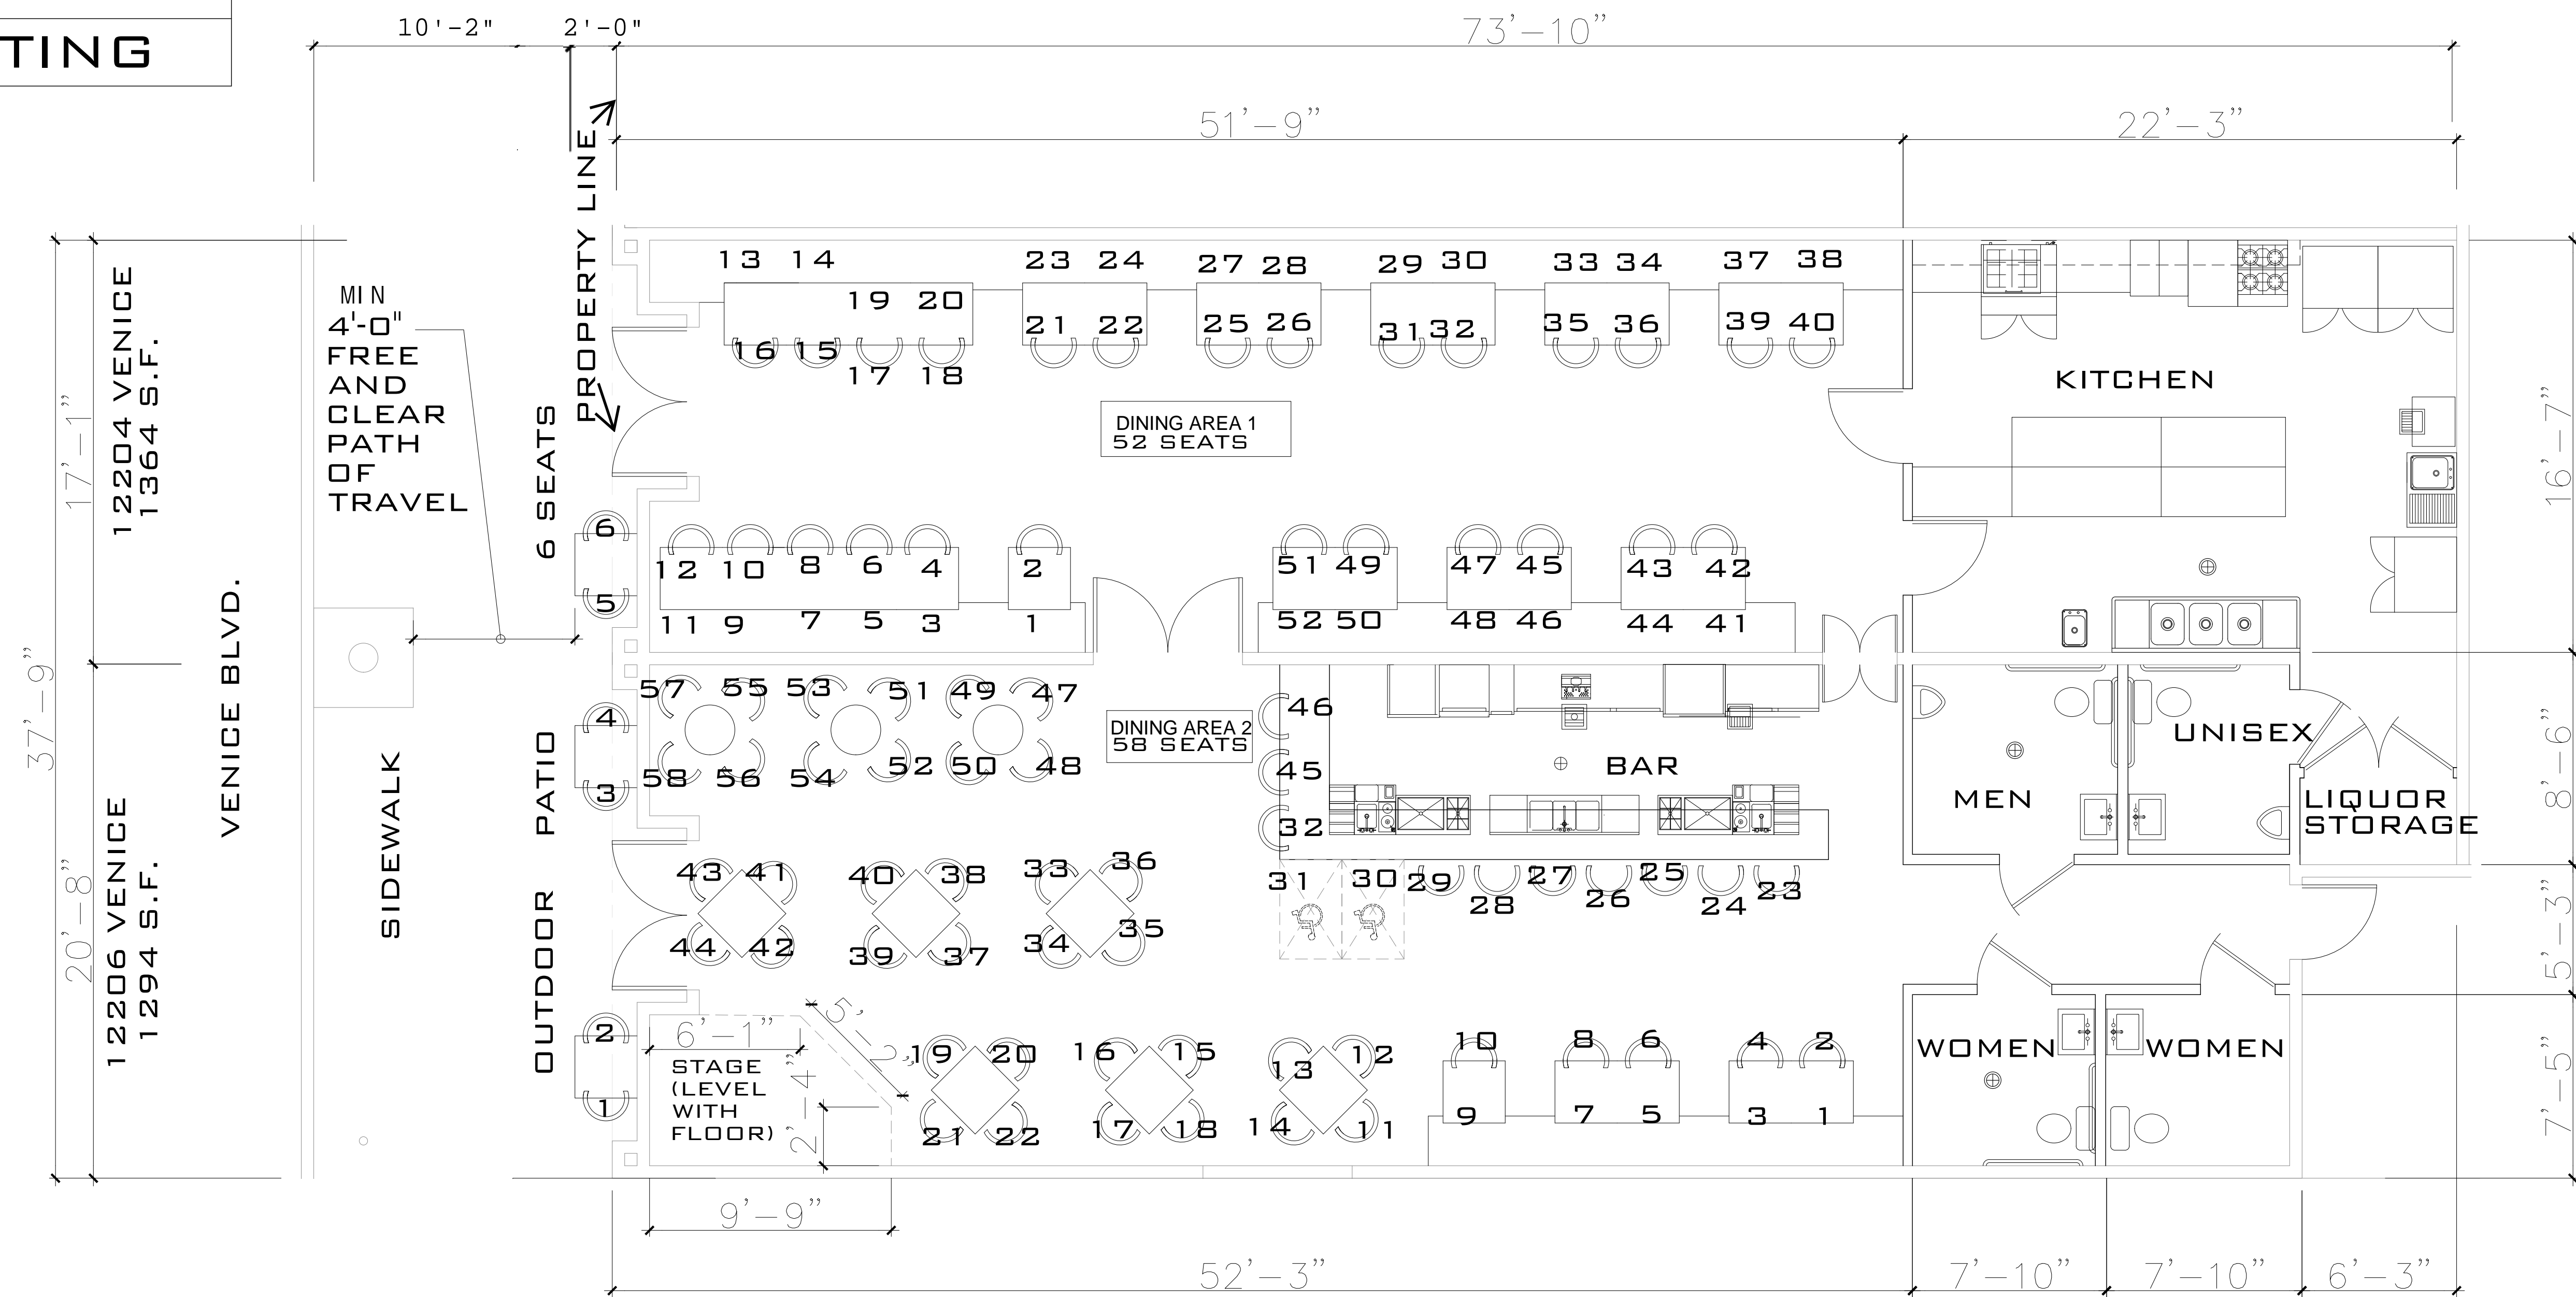 TING
10'-2"
2'-0"
73'-10"
51'-9"
22'-3"
PROPERTY LINE
12204 VENICE
1364 S.F.
17'-1"
37'-9"
20'-8"
12206 VENICE
1294 S.F.
VENICE BLVD.
SIDEWALK
MIN
4'-0"
FREE
AND
CLEAR
PATH
OF
TRAVEL
OUTDOOR PATIO 6 SEATS
6
5
4
3
2
1
13 14 23 24 27 28 29 30 33 34 37 38
19 20 21 22 25 26 31 32 35 36 39 40
16 15
17 18
DINING AREA 1
52 SEATS
KITCHEN
12 10 8 6 4 2 51 49 47 45 43 42
11 9 7 5 3 1 52 50 48 46 44 41
57 55 53 51 49 47
58 56 54 52 50 48
DINING AREA 2
58 SEATS
46
45
32
BAR
MEN
UNISEX
LIQUOR
STORAGE
43 41 40 38 33 36
44 42 39 37 34 35
31 30 29 28 27 26 25 24 23
6'-1"
5'-2"
2'-4"
STAGE
(LEVEL
WITH
FLOOR)
19 20 16 15 13 12 10 8 6 4 2
21 22 17 18 14 11 9 7 5 3 1
WOMEN
WOMEN
16'-7"
8'-6"
5'-3"
7'-5"
9'-9"
52'-3"
7'-10"
7'-10"
6'-3"